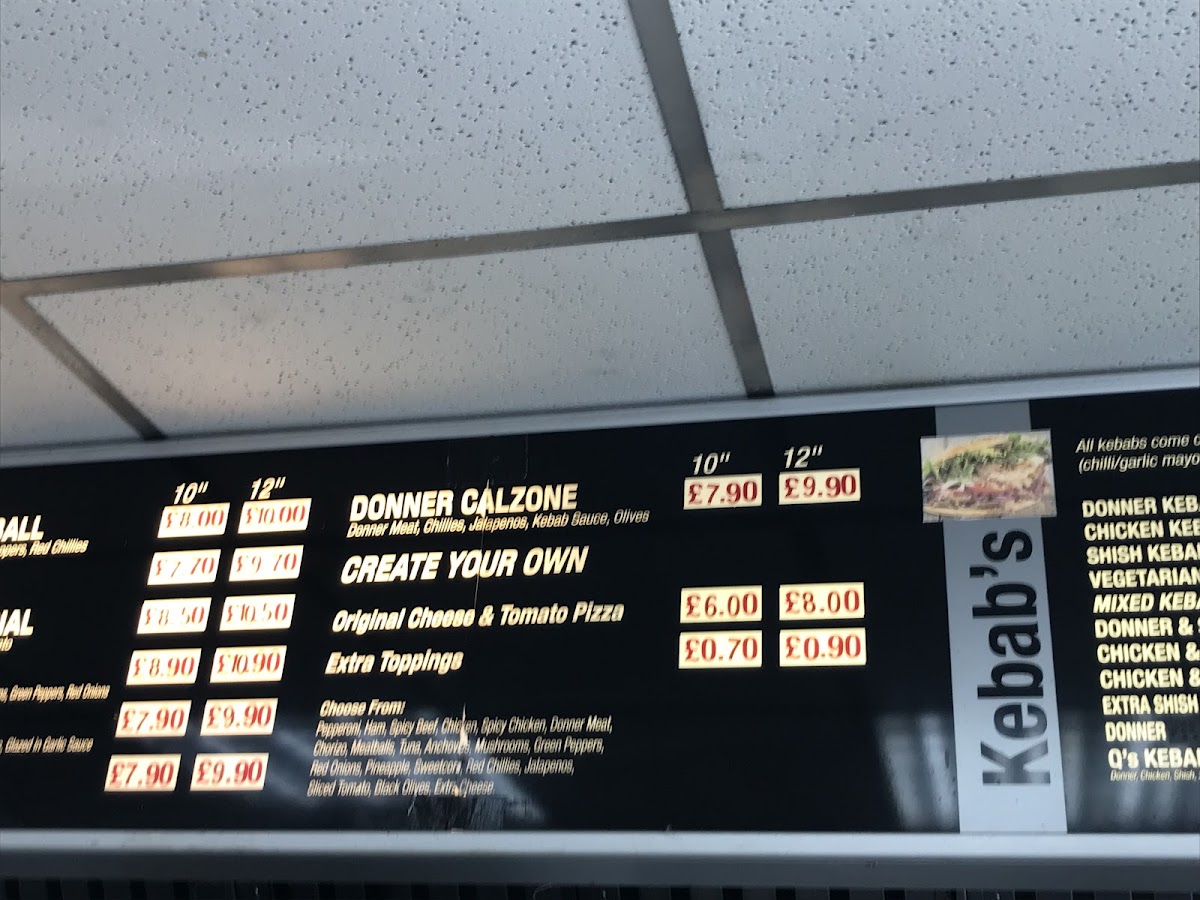 10" 12"
BALL £8.00 £10.00
Peppers, Red Chillies
£7.70 £9.70
£8.50 £10.50
IAL
£8.90 £10.90
Green Peppers, Red Onions
£7.90 £9.90
Glazed in Garlic Sauce
£7.90 £9.90
10" 12"
DONNER CALZONE £7.90 £9.90
Donner Meat, Chillies, Jalapenos, Kebab Sauce, Olives
CREATE YOUR OWN
Original Cheese & Tomato Pizza £6.00 £8.00
Extra Toppings £0.70 £0.90
Choose From:
Pepperoni, Ham, Spicy Beef, Chicken, Spicy Chicken, Donner Meat,
Chorizo, Meatballs, Tuna, Anchovies, Mushrooms, Green Peppers,
Red Onions, Pineapple, Sweetcorn, Red Chillies, Jalapenos,
Sliced Tomato, Black Olives, Extra Cheese.
Kebab's
All kebabs come
(chilli/garlic mayo
DONNER KEB
CHICKEN KEB
SHISH KEBA
VEGETARIAN
MIXED KEB
DONNER &
CHICKEN &
CHICKEN &
EXTRA SHISH
DONNER
Q's KEBA
Donner, Chicken, Shish,